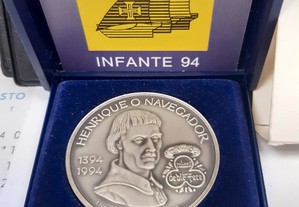 INFANTE 94
HENRIQUE O NAVEGADOR
1394
1994